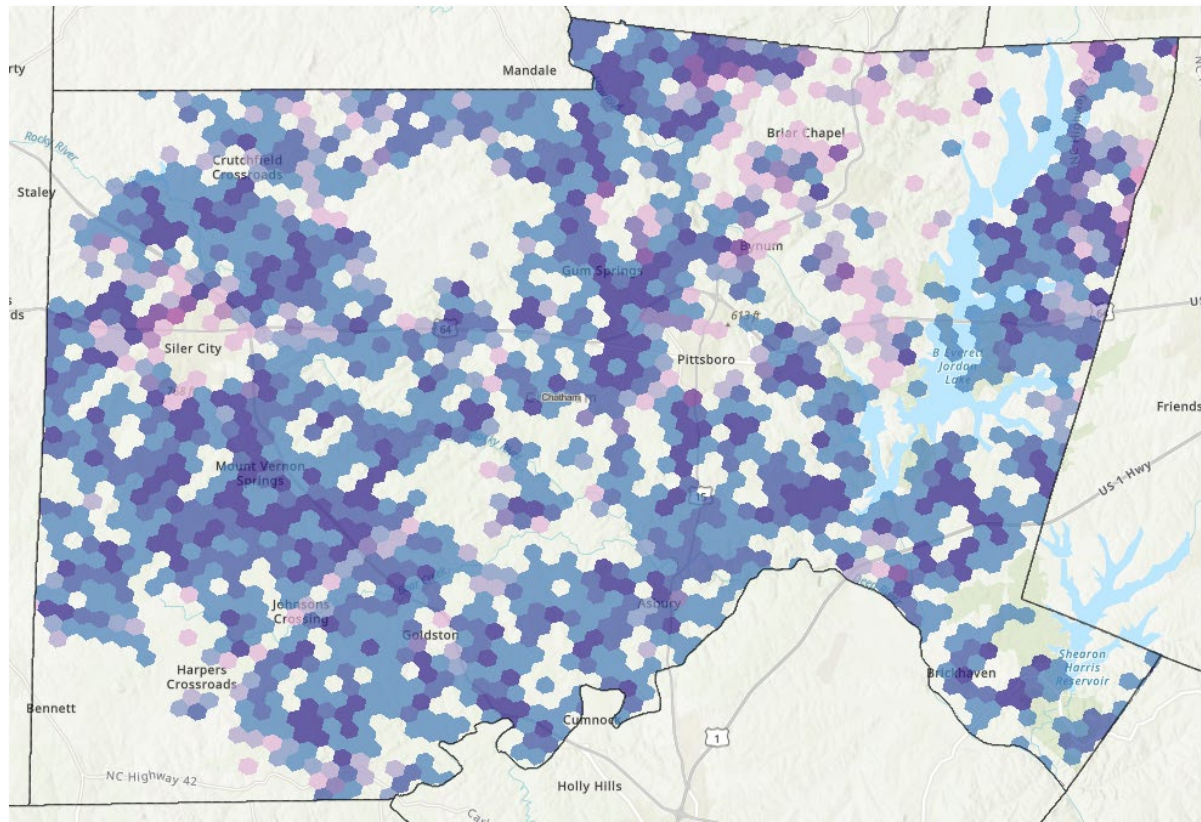 Mandale
Briar Chapel
Rocky River
Crutchfield
Crossroads
Staley
Bynum
Gum Springs
64
64
613 ft
Siler City
Pittsboro
B Everett
Jordan
Lake
Chatham
Friends
Mount Vernon
Springs
US 1 Hwy
15
Johnsons
Crossing
Asbury
Goldston
Harpers
Crossroads
Brickhaven
Shearon
Harris
Reservoir
Bennett
Cumnock
1
NC Highway 42
Holly Hills